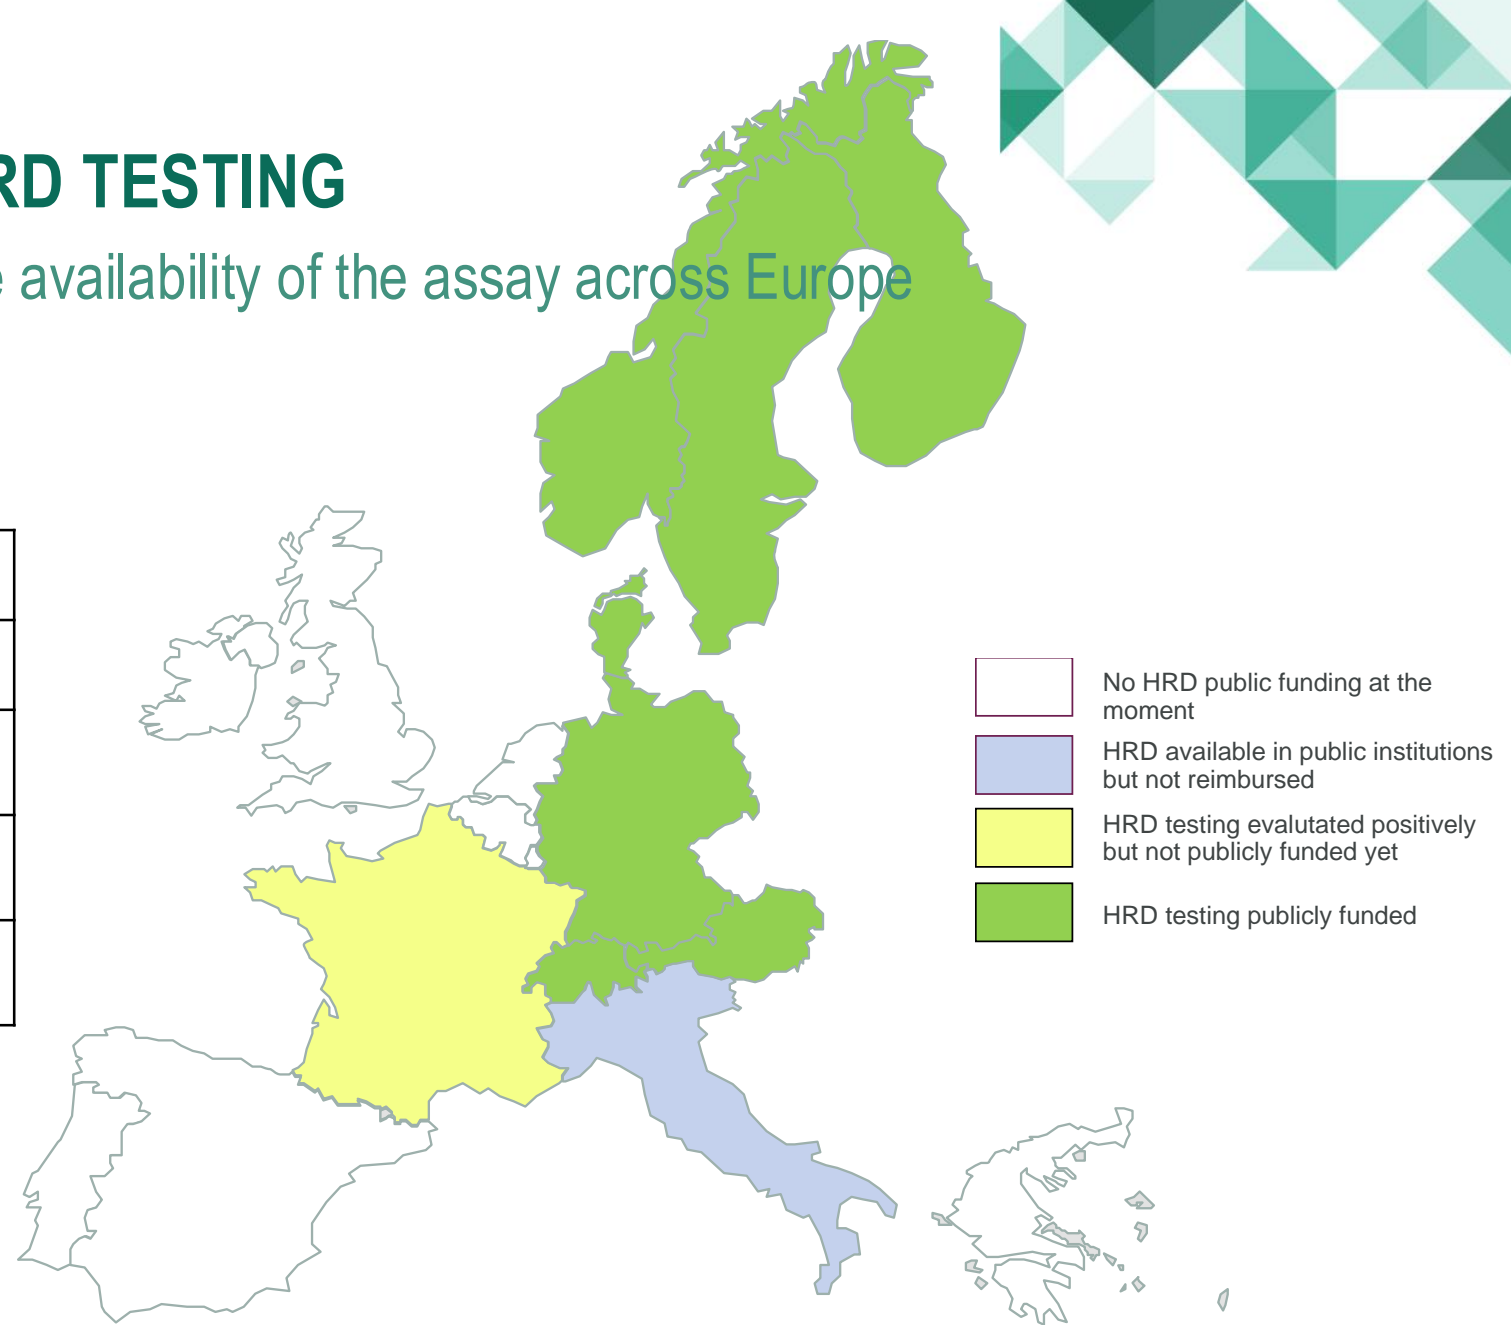 RD TESTING
e availability of the assay across Europe
No HRD public funding at the
moment
HRD available in public institutions
but not reimbursed
HRD testing evalutated positively
but not publicly funded yet
HRD testing publicly funded